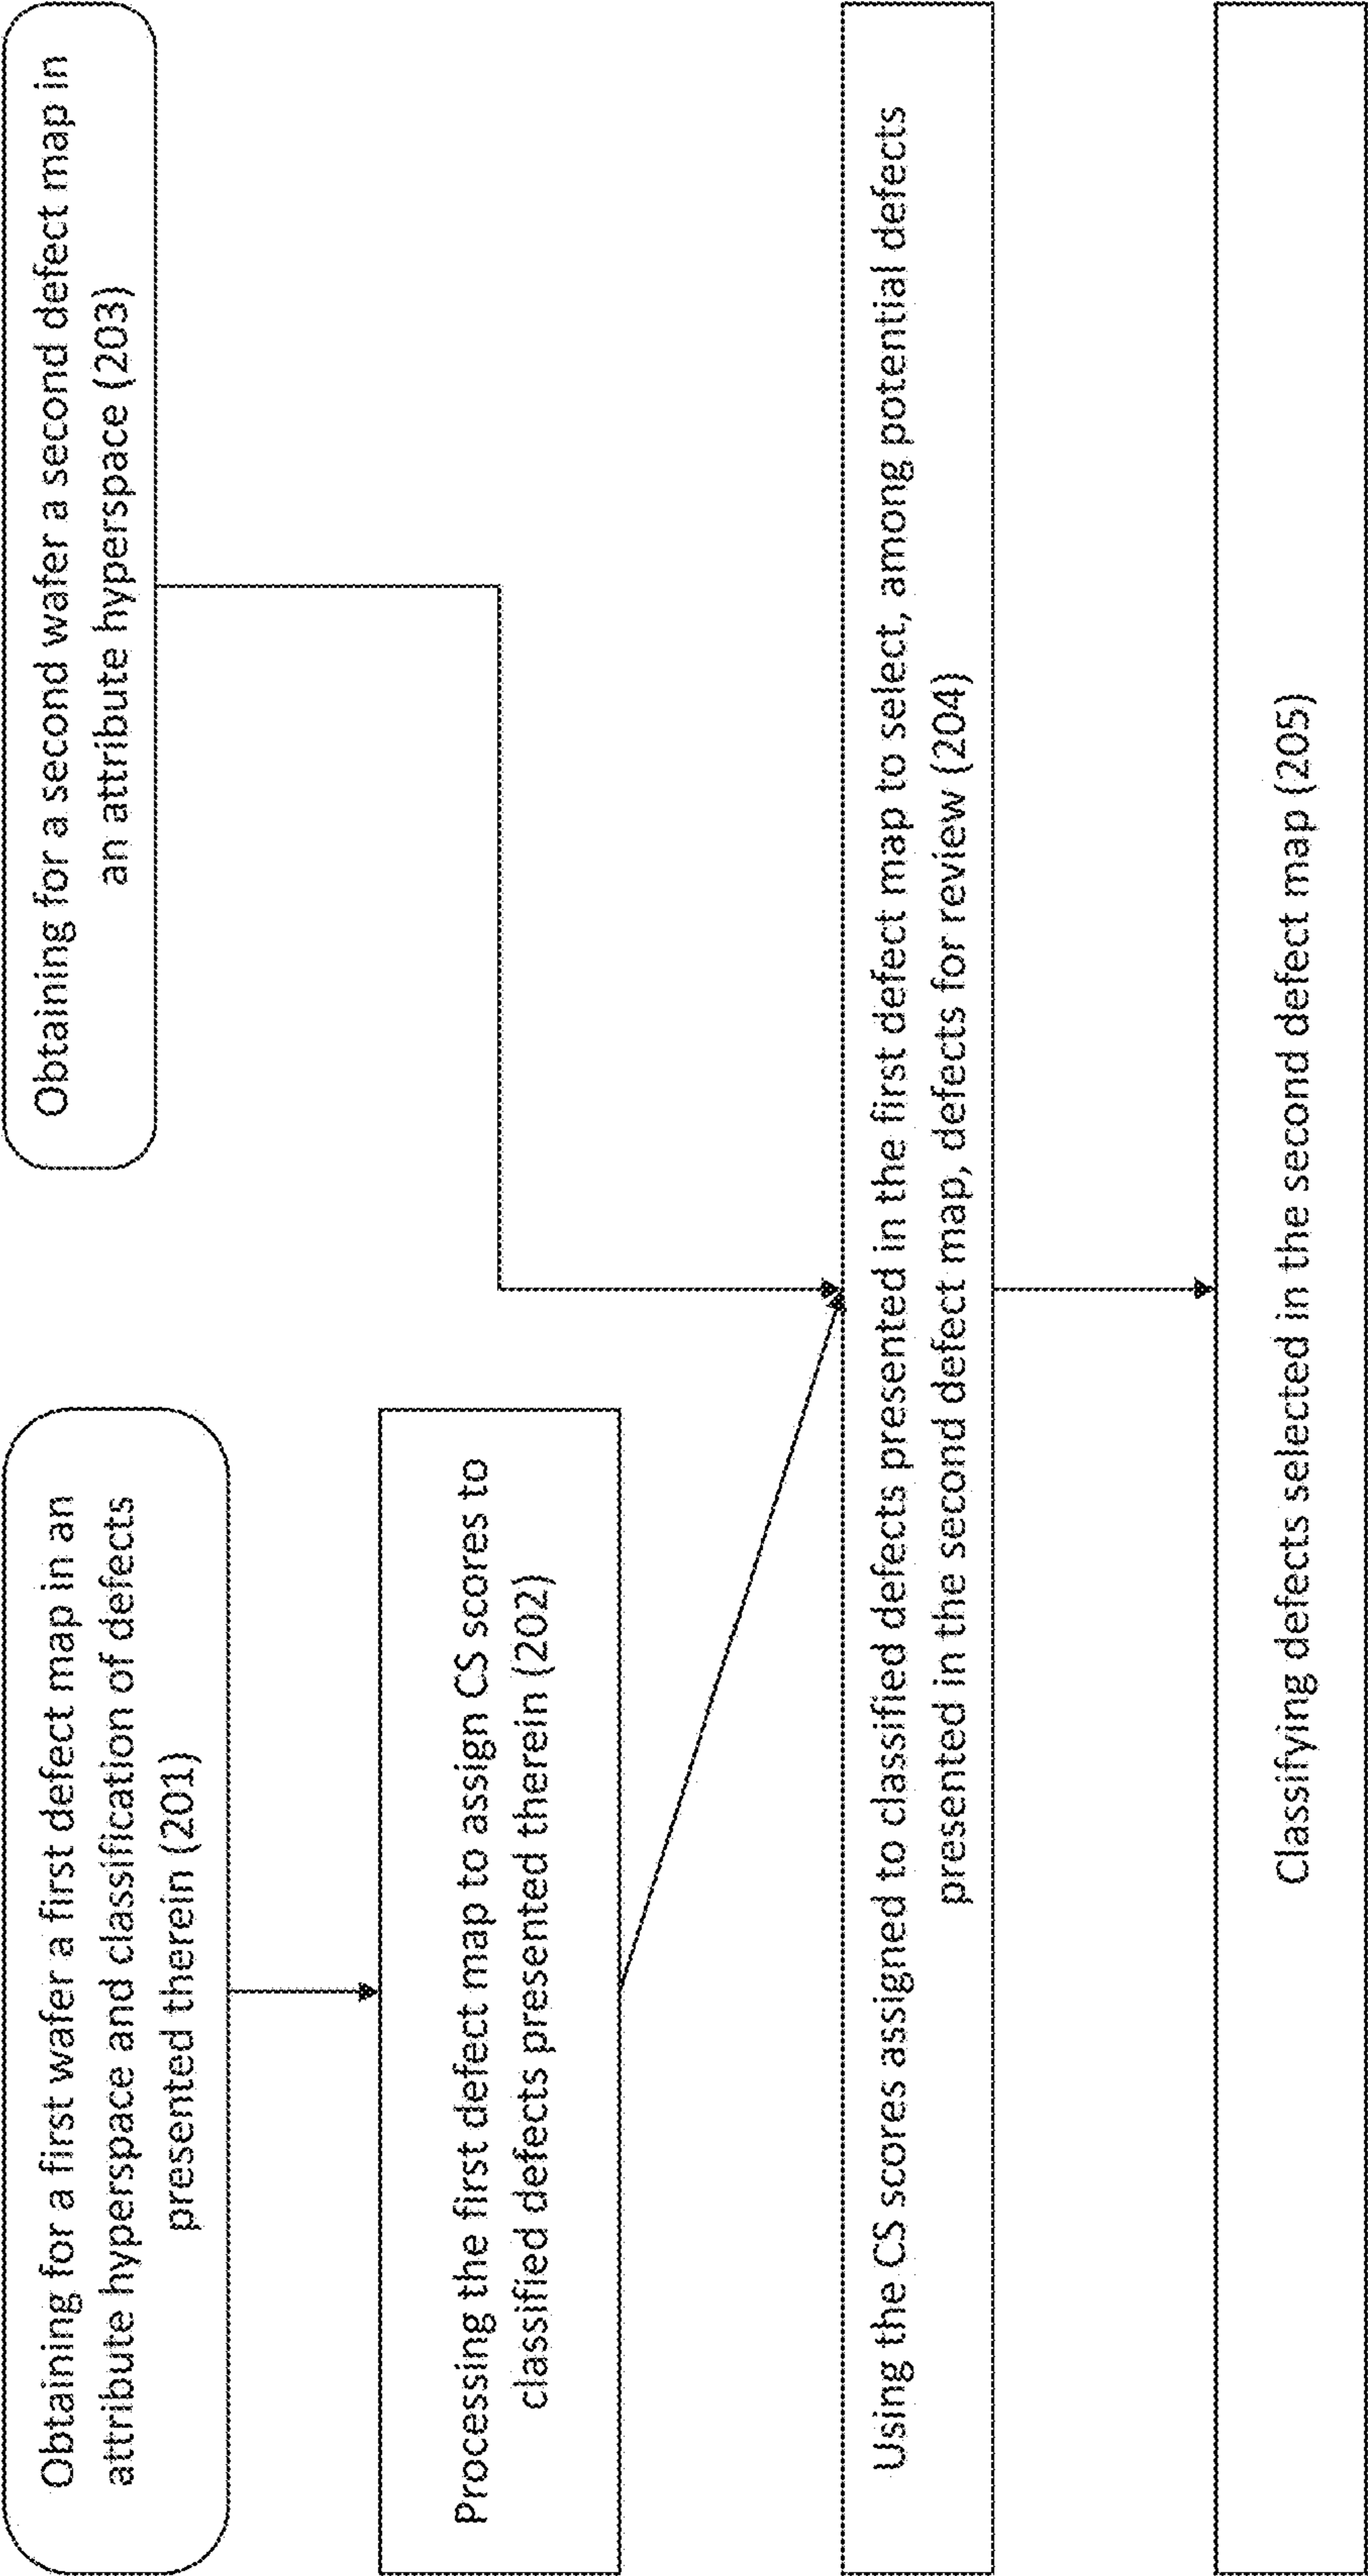 Obtaining for a first wafer a first defect map in an
attribute hyperspace and classification of defects
presented therein (201)
Obtaining for a second wafer a second defect map in
an attribute hyperspace (203)
Processing the first defect map to assign CS scores to
classified defects presented therein (202)
Using the CS scores assigned to classified defects presented in the first defect map to select, among potential defects
presented in the second defect map, defects for review (204)
Classifying defects selected in the second defect map (205)